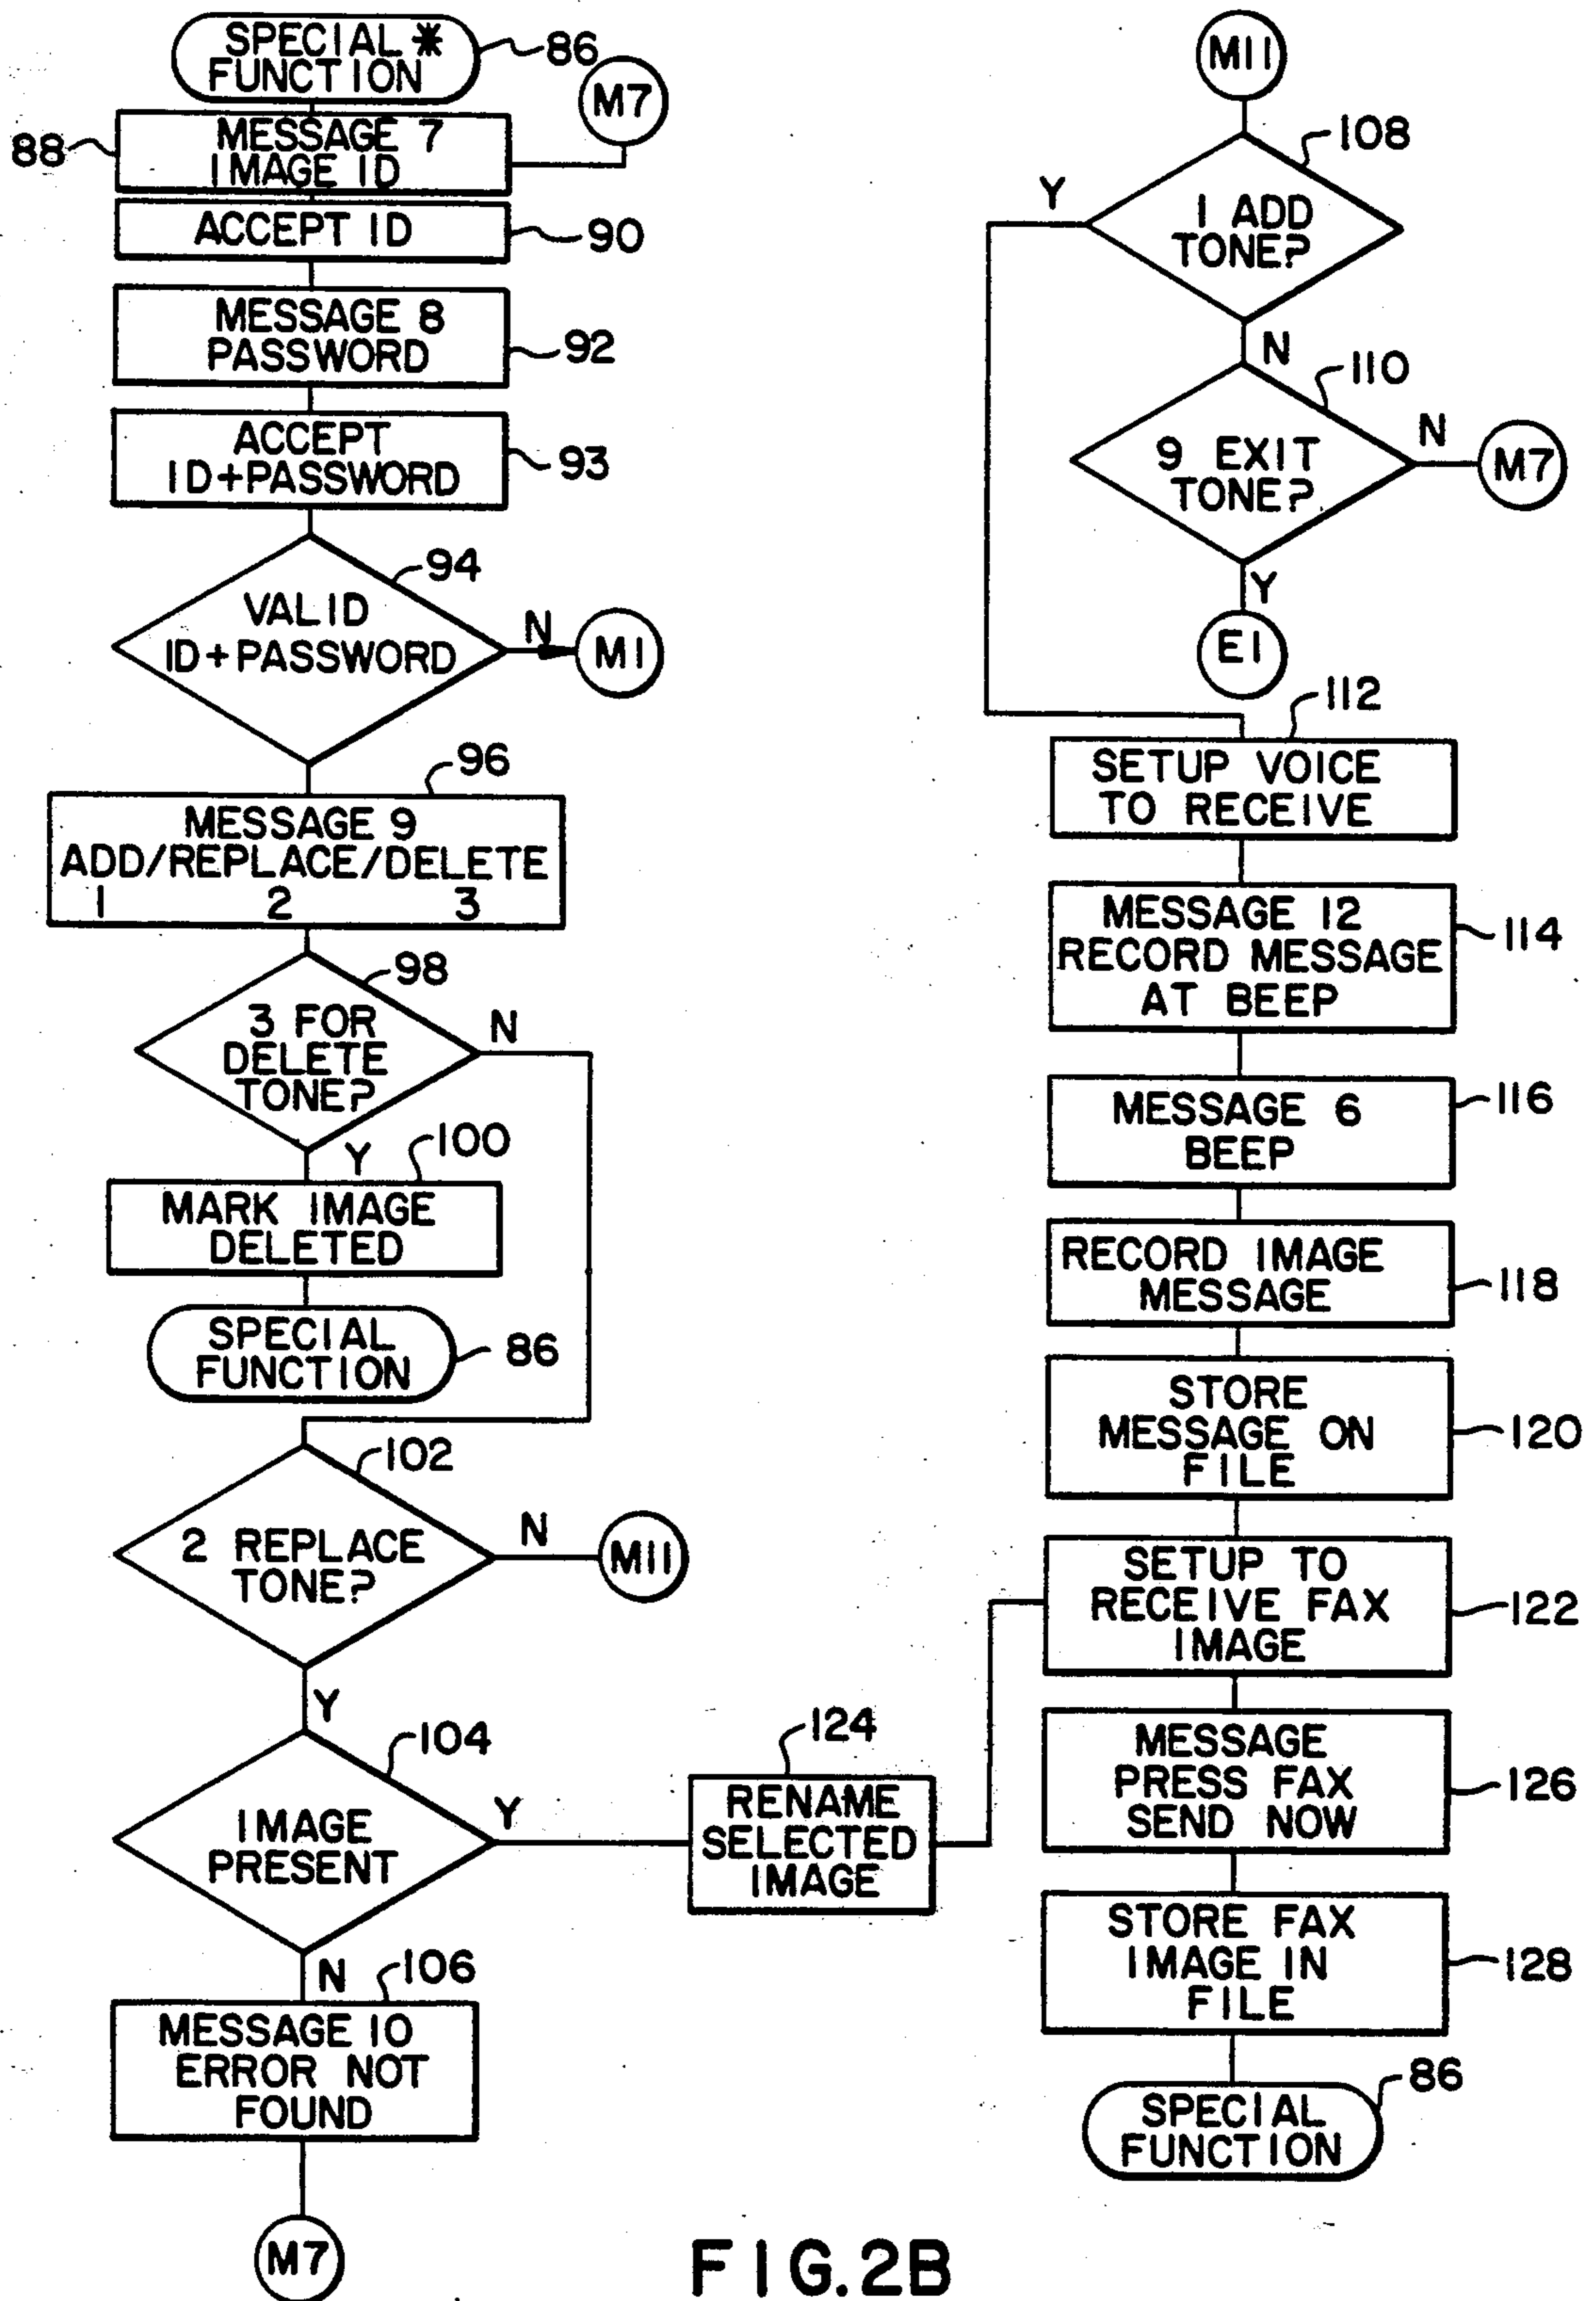 SPECIAL *
FUNCTION
86
M7
88
MESSAGE 7
IMAGE ID
ACCEPT ID
90
MESSAGE 8
PASSWORD
92
ACCEPT
ID+PASSWORD
93
94
VALID
ID+PASSWORD
N
M1
96
MESSAGE 9
ADD/REPLACE/DELETE
1 2 3
98
3 FOR
DELETE
TONE?
N
Y
100
MARK IMAGE
DELETED
SPECIAL
FUNCTION
86
102
2 REPLACE
TONE?
N
M11
Y
104
IMAGE
PRESENT
Y
124
RENAME
SELECTED
IMAGE
N
106
MESSAGE 10
ERROR NOT
FOUND
M7
M11
108
1 ADD
TONE?
Y
N
110
9 EXIT
TONE?
N
M7
Y
E1
112
SETUP VOICE
TO RECEIVE
MESSAGE 12
RECORD MESSAGE
AT BEEP
114
MESSAGE 6
BEEP
116
RECORD IMAGE
MESSAGE
118
STORE
MESSAGE ON
FILE
120
SETUP TO
RECEIVE FAX
IMAGE
122
MESSAGE
PRESS FAX
SEND NOW
126
STORE FAX
IMAGE IN
FILE
128
86
SPECIAL
FUNCTION
FIG.2B